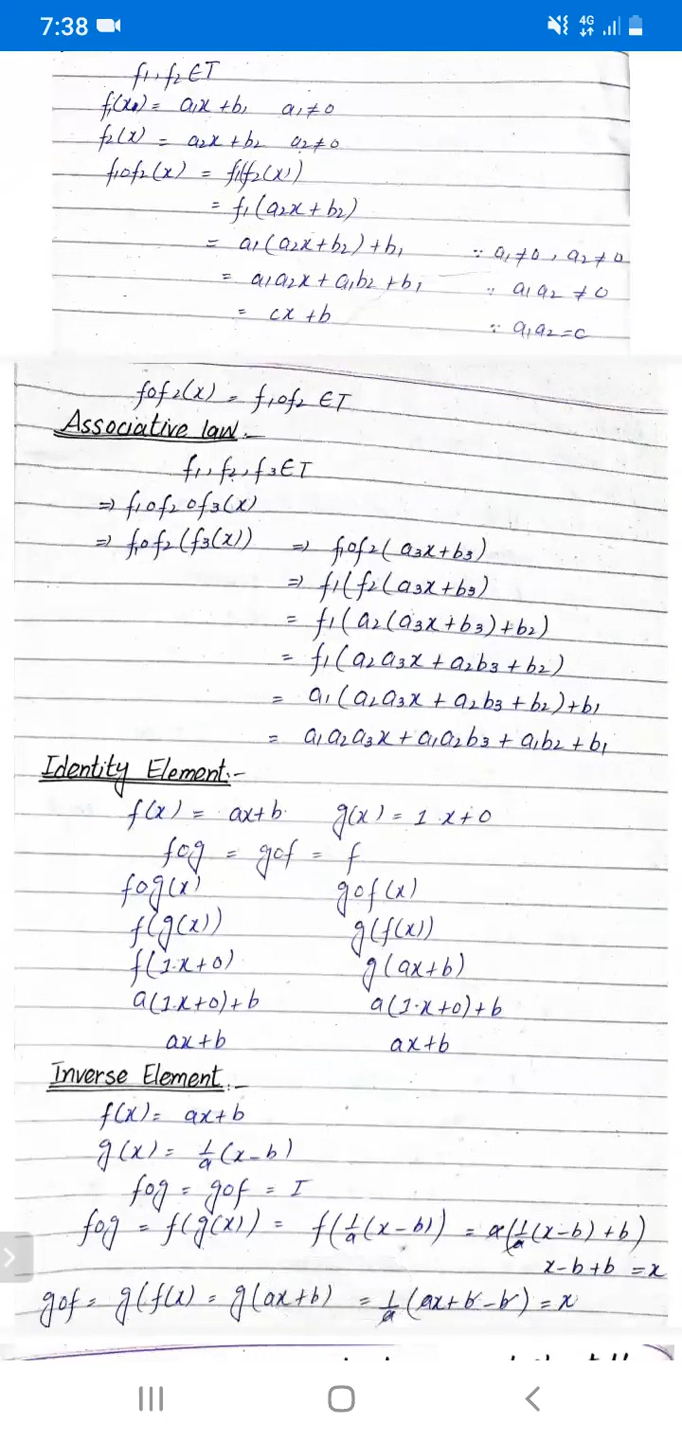 7:38
4G
f₁, f₂ ∈ T
f₁(x) = a₁x + b₁   a₁ ≠ 0
f₂(x) = a₂x + b₂   a₂ ≠ 0
f₁of₂(x) = f₁(f₂(x))
= f₁(a₂x + b₂)
= a₁(a₂x + b₂) + b₁   ∵ a₁ ≠ 0, a₂ ≠ 0
= a₁a₂x + a₁b₂ + b₁   ∵ a₁a₂ ≠ 0
= cx + b   ∵ a₁a₂ = c
fof₂(x) = f₁of₂ ∈ T
Associative law:-
f₁, f₂, f₃ ∈ T
⇒ f₁of₂of₃(x)
⇒ f₁of₂(f₃(x))   ⇒ f₁of₂(a₃x + b₃)
⇒ f₁(f₂(a₃x + b₃)
= f₁(a₂(a₃x + b₃) + b₂)
= f₁(a₂a₃x + a₂b₃ + b₂)
= a₁(a₂a₃x + a₂b₃ + b₂) + b₁
= a₁a₂a₃x + a₁a₂b₃ + a₁b₂ + b₁
Identity Element:-
f(x) = ax+b   g(x) = 1·x+0
fog = gof = f
fog(x)   gof(x)
f(g(x))   g(f(x))
f(1·x+0)   g(ax+b)
a(1·x+0)+b   a(1·x+0)+b
ax+b   ax+b
Inverse Element:-
f(x) = ax+b
g(x) = 1/a (x-b)
fog = gof = I
fog = f(g(x)) = f(1/a (x-b)) = a(1/a (x-b) + b)
x-b+b = x
gof = g(f(x) = g(ax+b) = 1/a (ax+b-b) = x